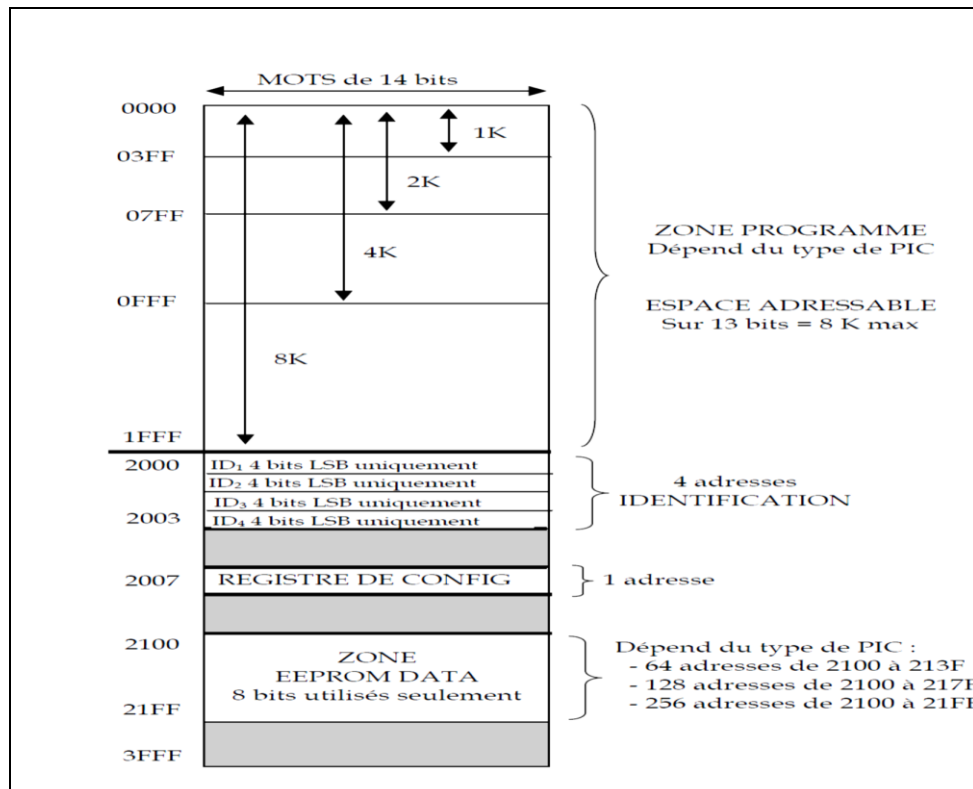 MOTS de 14 bits
0000
1K
03FF
2K
07FF
ZONE PROGRAMME
Dépend du type de PIC
4K
0FFF
ESPACE ADRESSABLE
Sur 13 bits = 8 K max
8K
1FFF
2000
ID₁ 4 bits LSB uniquement
ID₂ 4 bits LSB uniquement
ID₃ 4 bits LSB uniquement
2003
ID₄ 4 bits LSB uniquement
4 adresses
IDENTIFICATION
2007
REGISTRE DE CONFIG
1 adresse
2100
ZONE
EEPROM DATA
8 bits utilisés seulement
21FF
Dépend du type de PIC :
- 64 adresses de 2100 à 213F
- 128 adresses de 2100 à 217F
- 256 adresses de 2100 à 21FF
3FFF